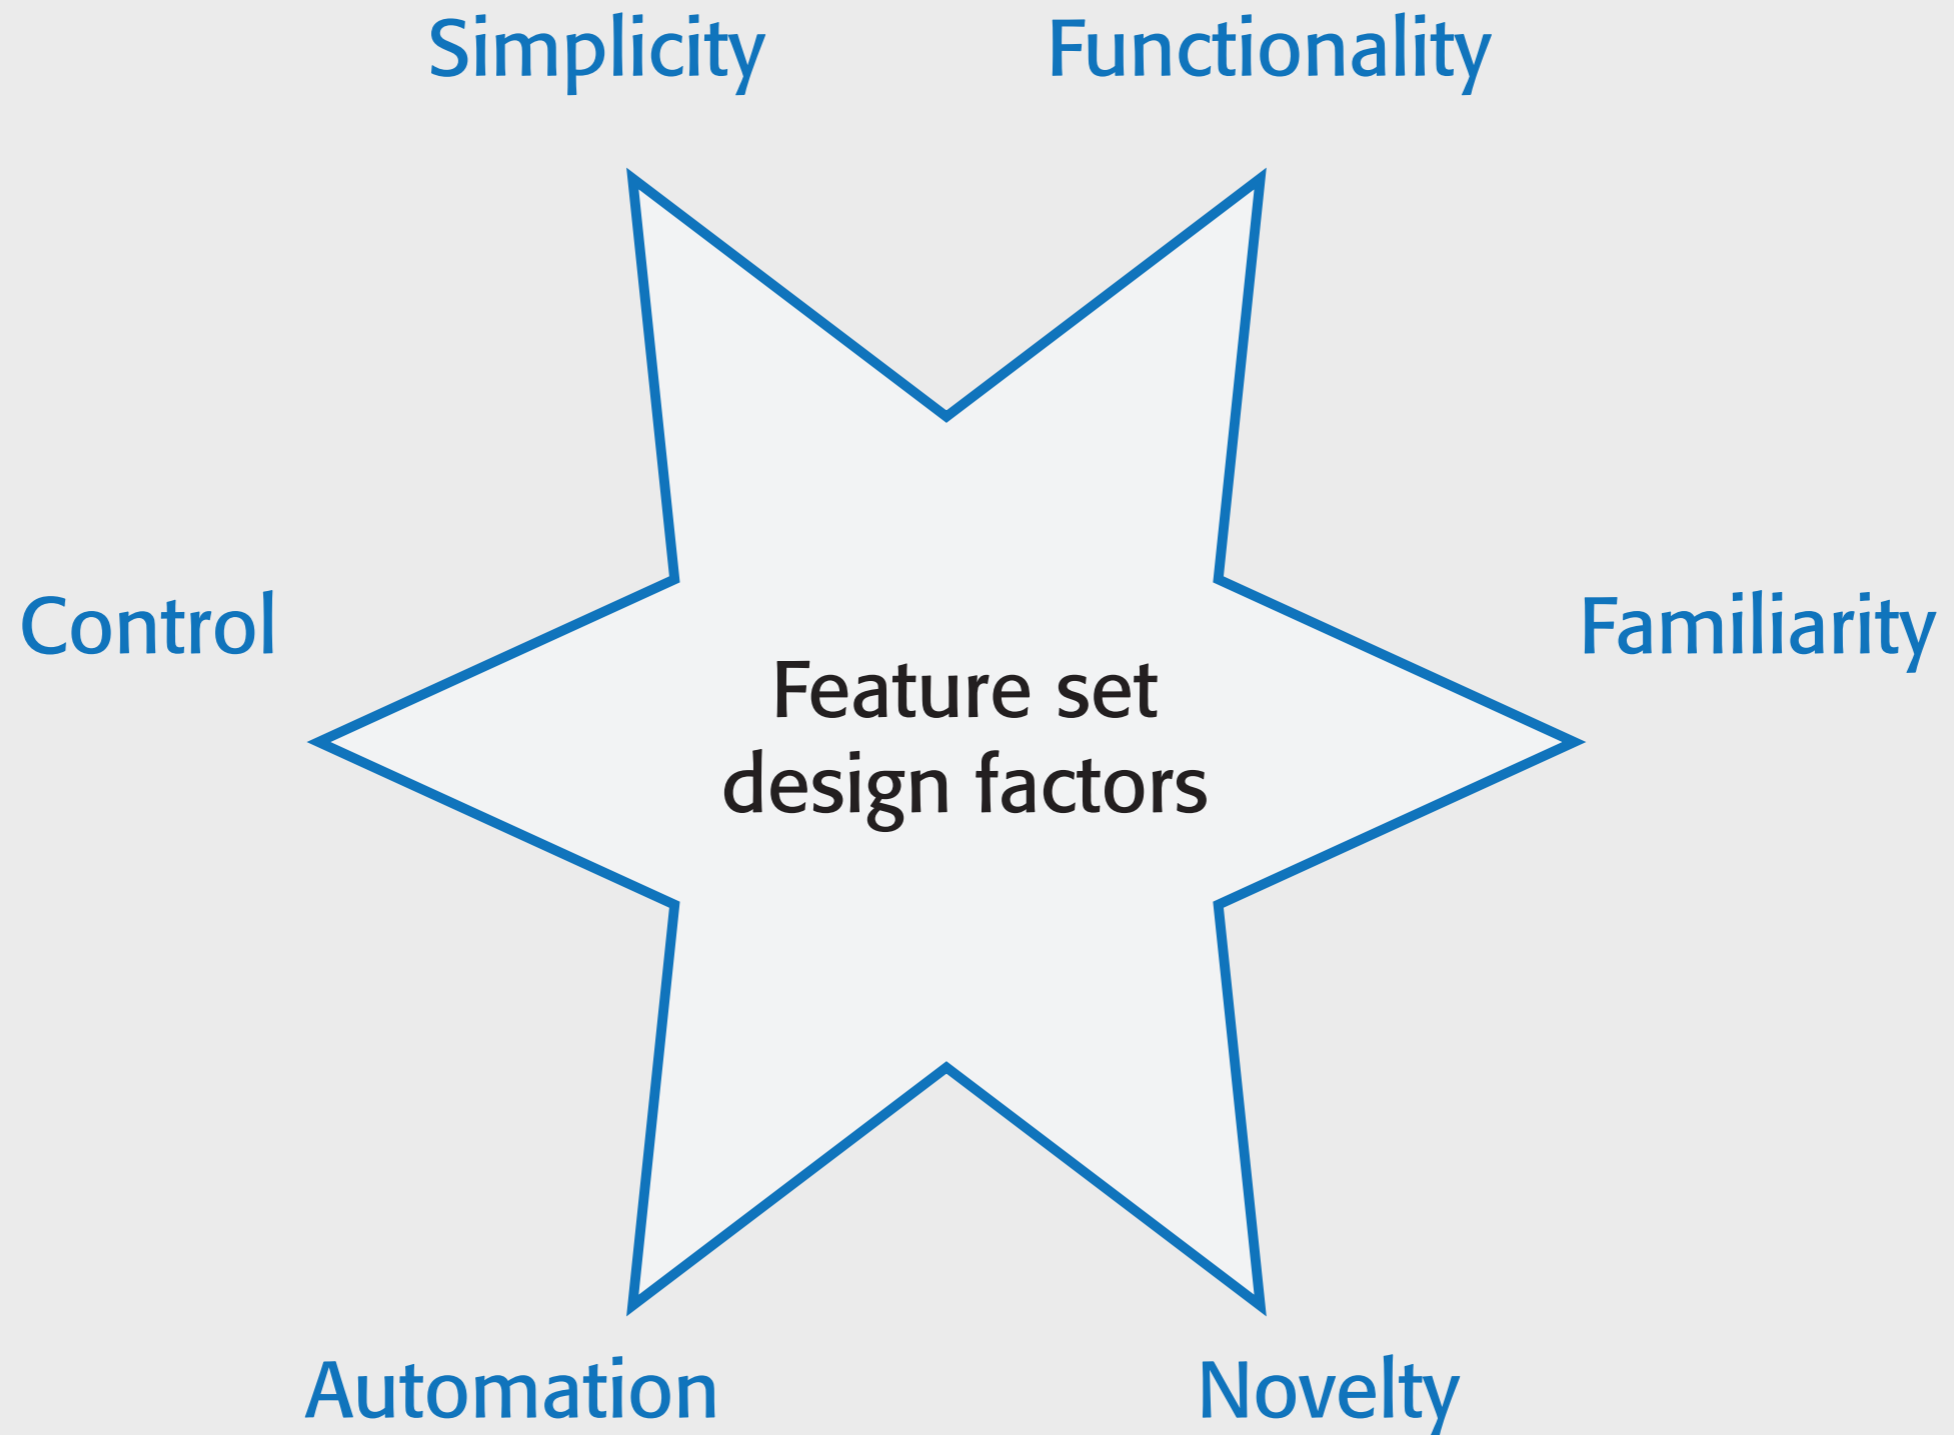 Simplicity
Functionality
Control
Familiarity
Feature set
design factors
Automation
Novelty